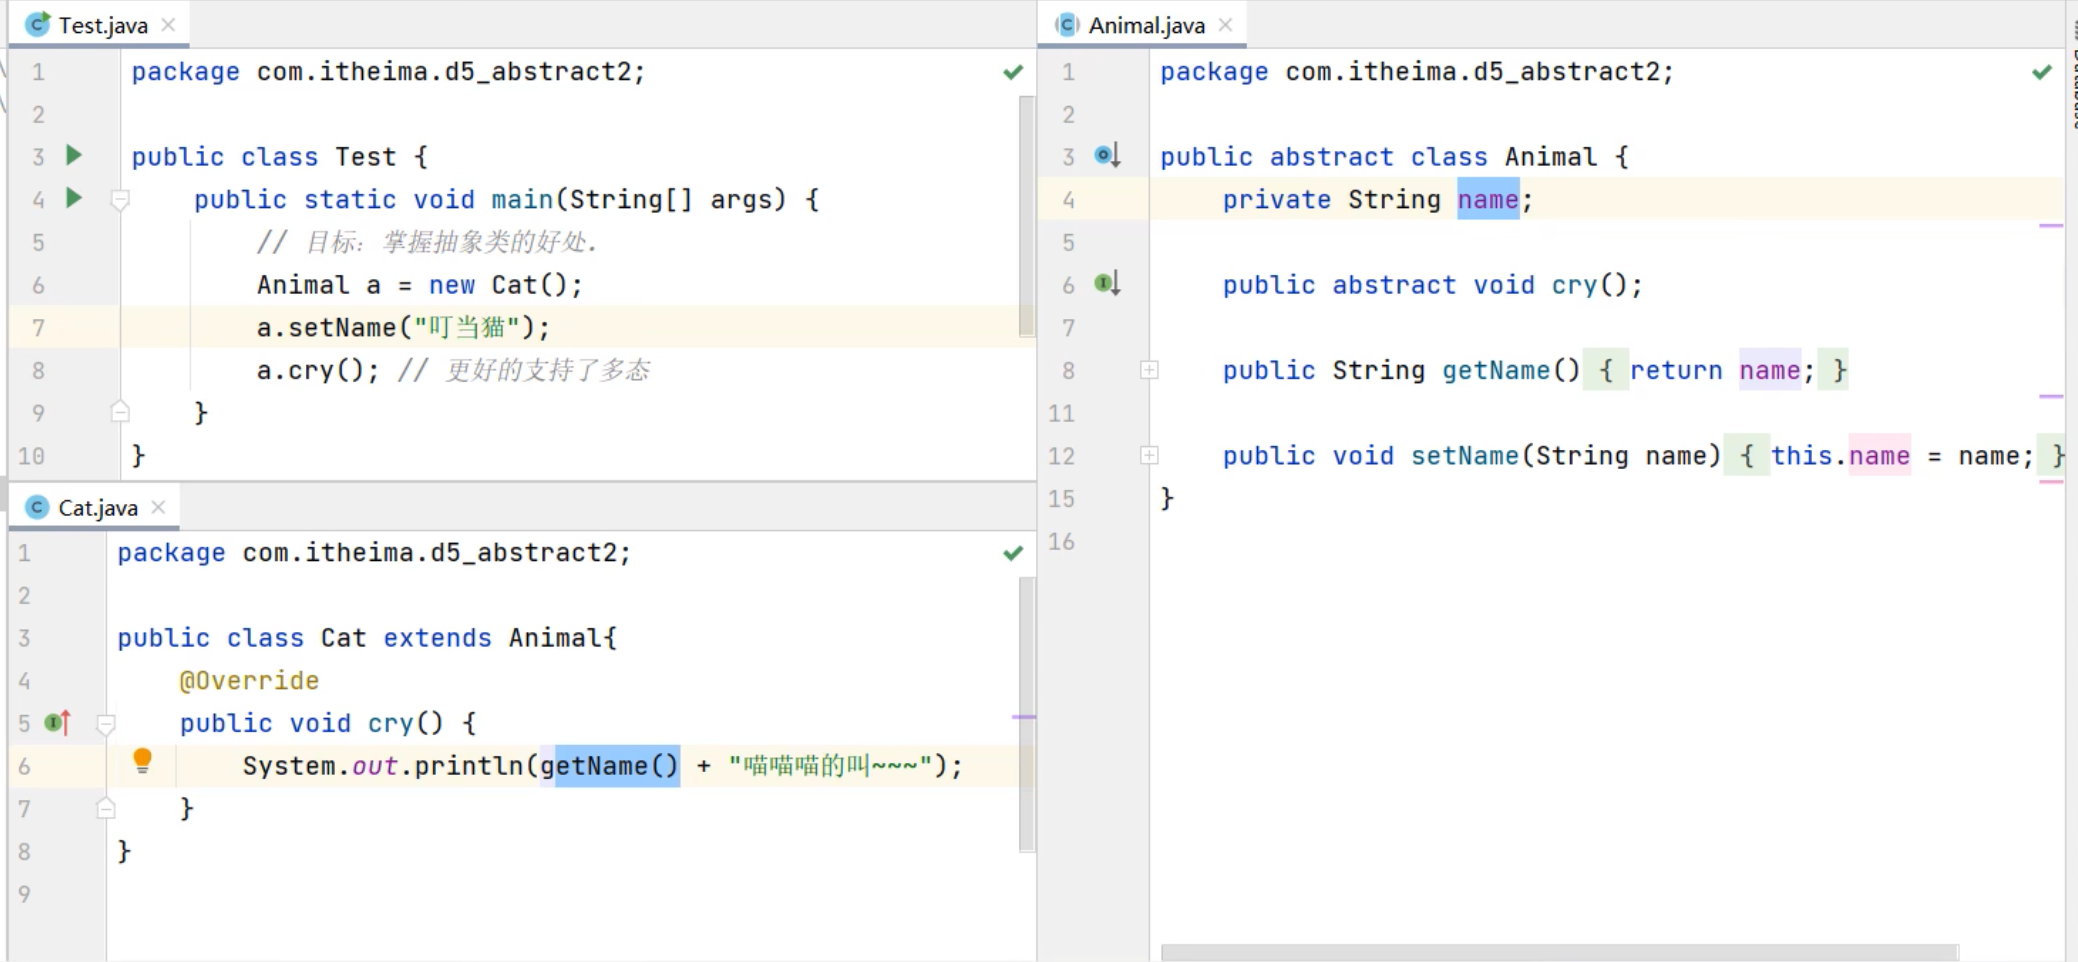 Test.java
1 package com.itheima.d5_abstract2;
2
3 public class Test {
4 public static void main(String[] args) {
5 // 目标：掌握抽象类的好处.
6 Animal a = new Cat();
7 a.setName("叮当猫");
8 a.cry(); // 更好的支持了多态
9 }
10 }
Cat.java
1 package com.itheima.d5_abstract2;
2
3 public class Cat extends Animal{
4 @Override
5 public void cry() {
6 System.out.println(getName() + "喵喵喵的叫~~~");
7 }
8 }
9
Animal.java
1 package com.itheima.d5_abstract2;
2
3 public abstract class Animal {
4 private String name;
5
6 public abstract void cry();
7
8 public String getName() { return name; }
11
12 public void setName(String name) { this.name = name; }
15 }
16